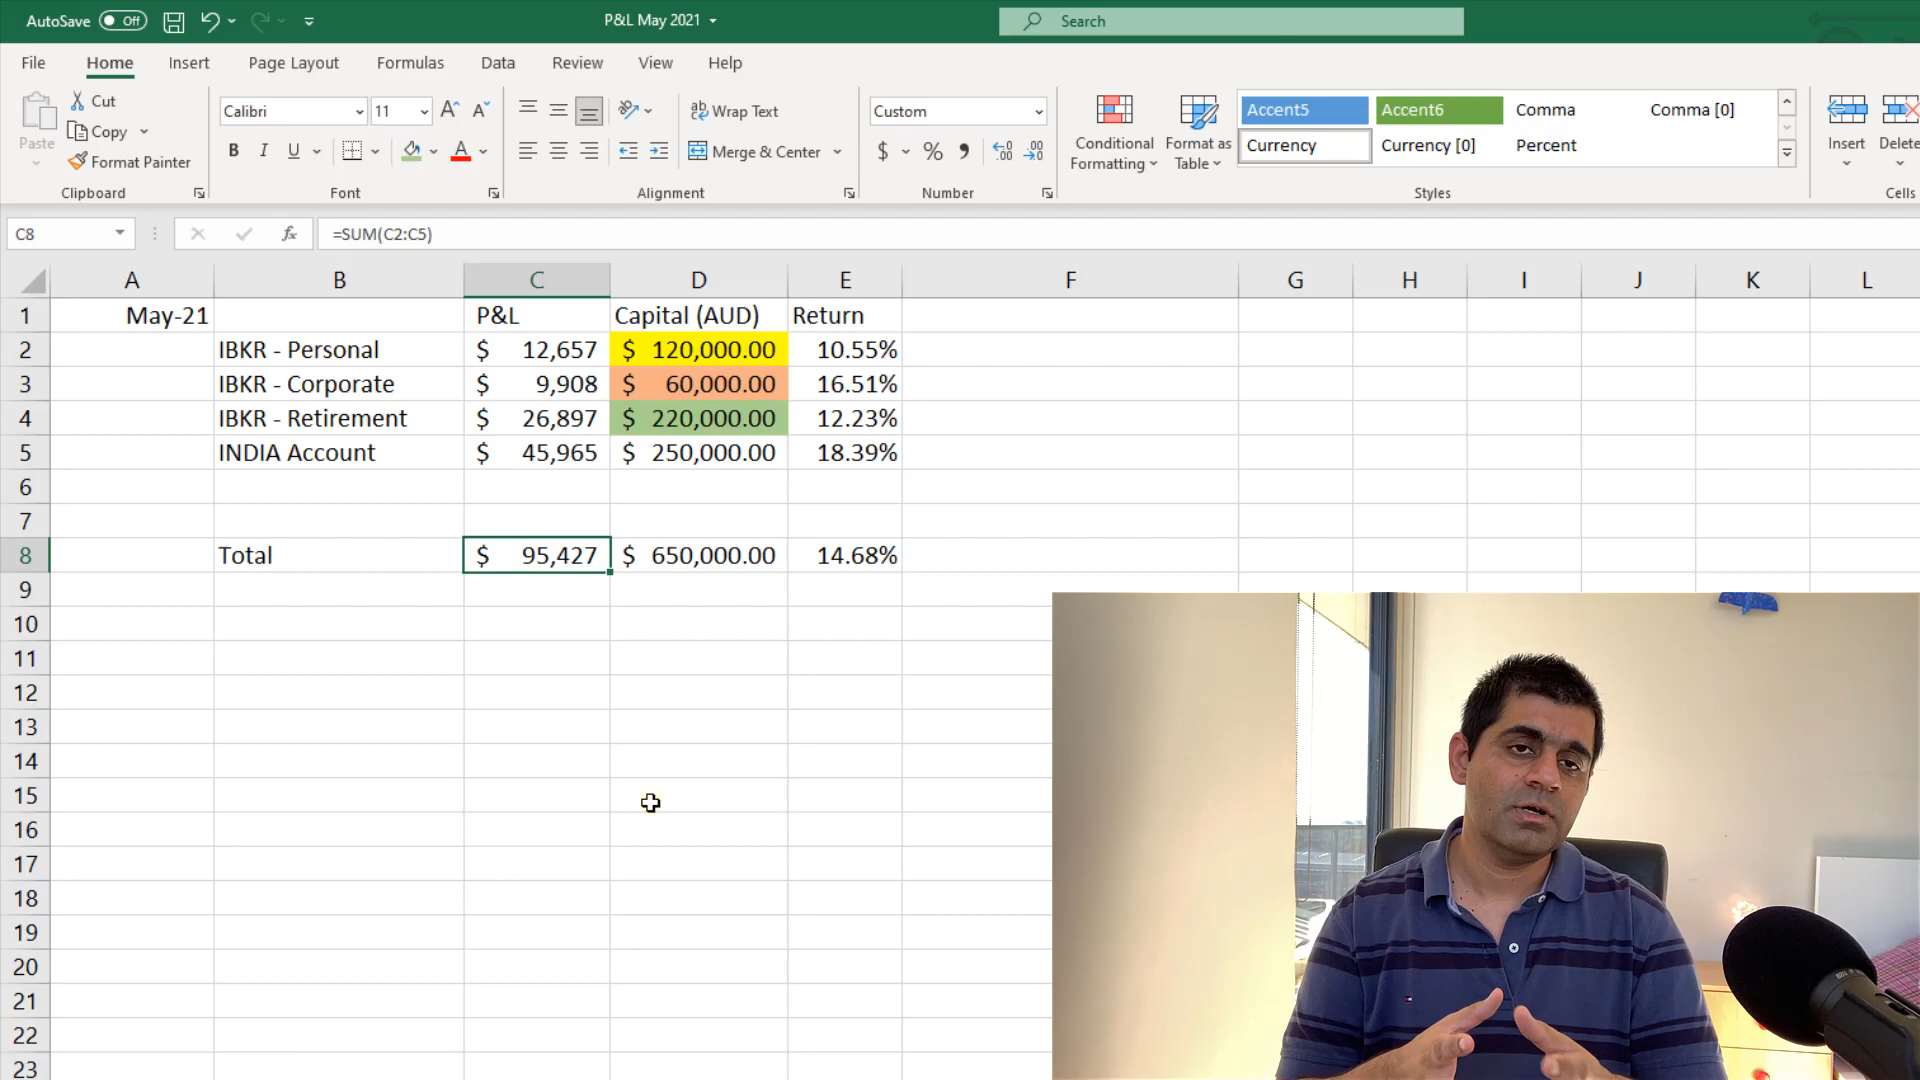 AutoSave Off P&L May 2021 Search
File Home Insert Page Layout Formulas Data Review View Help
Paste Cut Copy Format Painter
Clipboard
Calibri 11
B I U A
Font
ab Wrap Text
Merge & Center
Alignment
Custom
$ % ,
Number
Conditional Formatting
Format as Table
Accent5 Accent6 Comma Comma [0]
Currency Currency [0] Percent
Styles
Insert Delete
Cells
C8 fx =SUM(C2:C5)
A B C D E F G H I J K L
1 May-21 P&L Capital (AUD) Return
2 IBKR - Personal $ 12,657 $ 120,000.00 10.55%
3 IBKR - Corporate $ 9,908 $ 60,000.00 16.51%
4 IBKR - Retirement $ 26,897 $ 220,000.00 12.23%
5 INDIA Account $ 45,965 $ 250,000.00 18.39%
6
7
8 Total $ 95,427 $ 650,000.00 14.68%
9
10
11
12
13
14
15
16
17
18
19
20
21
22
23